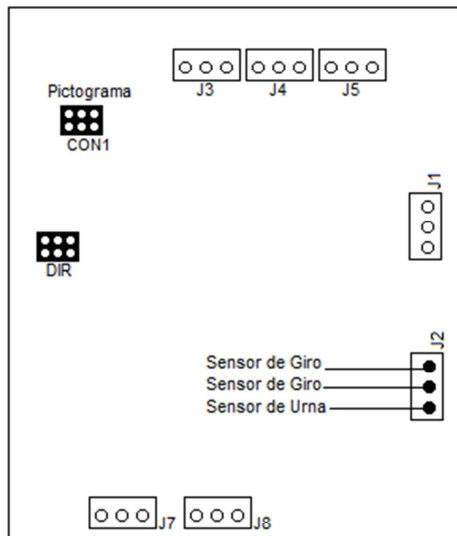 J3 J4 J5
Pictograma
CON1
J1
DIR
J2
Sensor de Giro
Sensor de Giro
Sensor de Urna
J7 J8